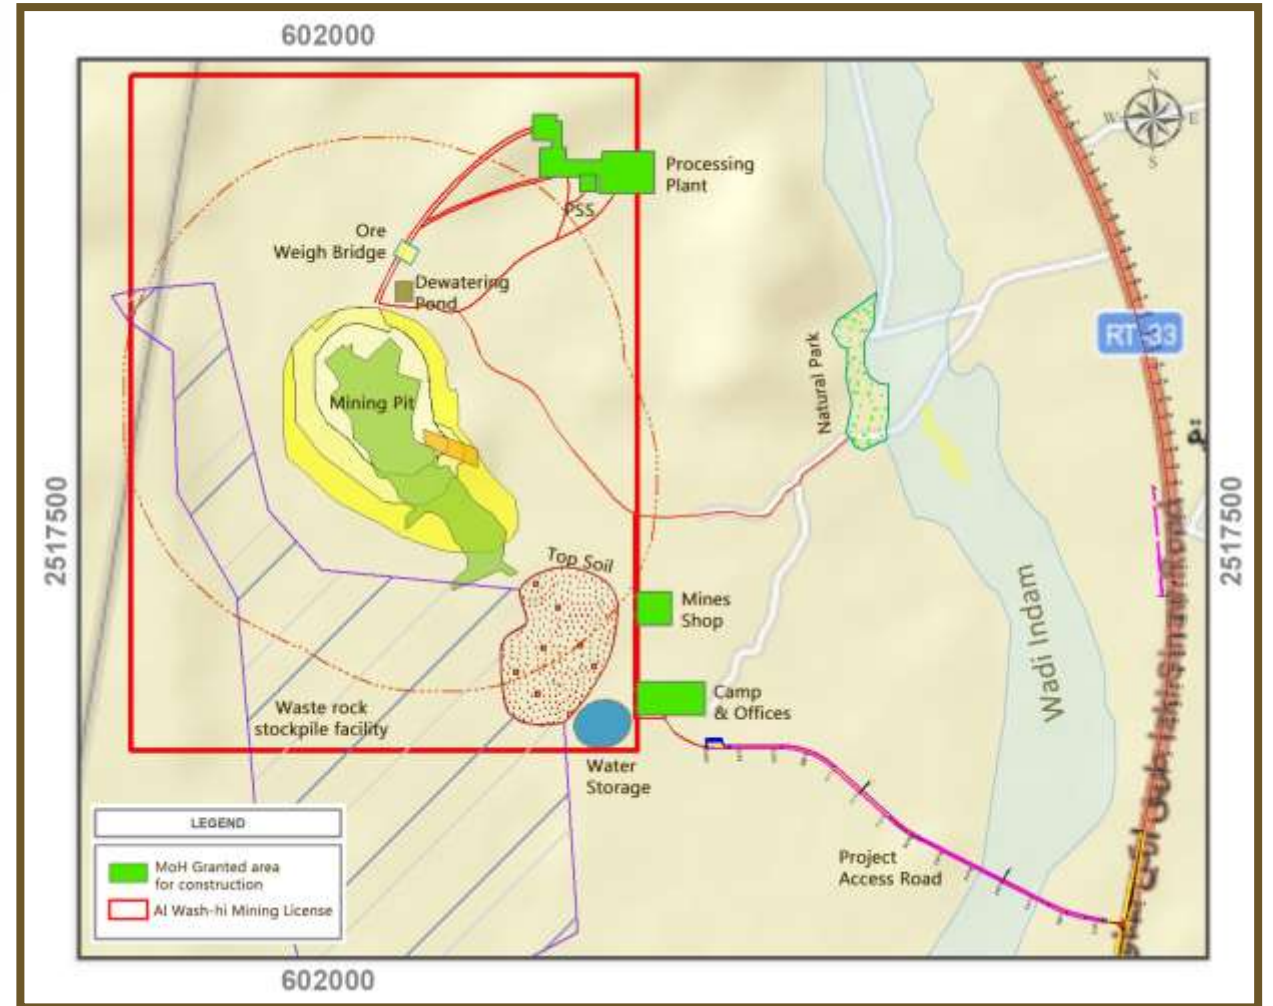 602000
N
W
E
S
Processing
Plant
PSS
Ore
Weigh Bridge
Dewatering
Pond
RT 33
Natural Park
Mining Pit
2517500
2517500
Top Soil
Mines
Shop
Wadi Indam
Camp
& Offices
Waste rock
stockpile facility
Water
Storage
Project
Access Road
LEGEND
MoH Granted area
for construction
Al Wash-hi Mining License
602000